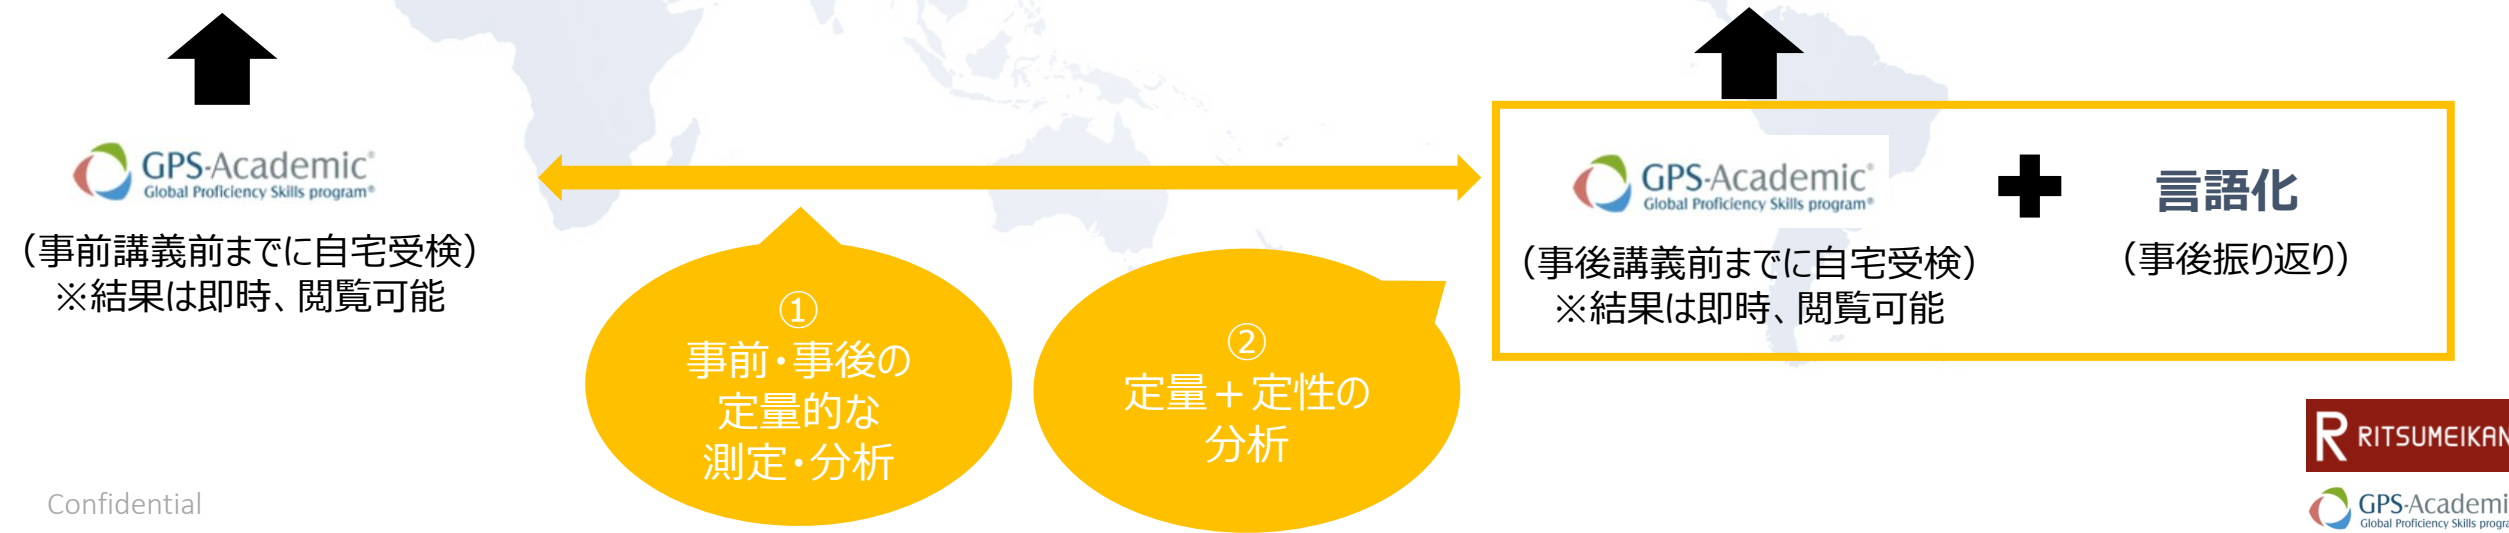 GPS-Academic®
Global Proficiency Skills program®
（事前講義前までに自宅受検）
※結果は即時、閲覧可能
①
事前・事後の
定量的な
測定・分析
②
定量＋定性の
分析
GPS-Academic®
Global Proficiency Skills program®
（事後講義前までに自宅受検）
※結果は即時、閲覧可能
言語化
（事後振り返り）
R RITSUMEIKAN
Confidential
GPS-Academi
Global Proficiency Skills progra